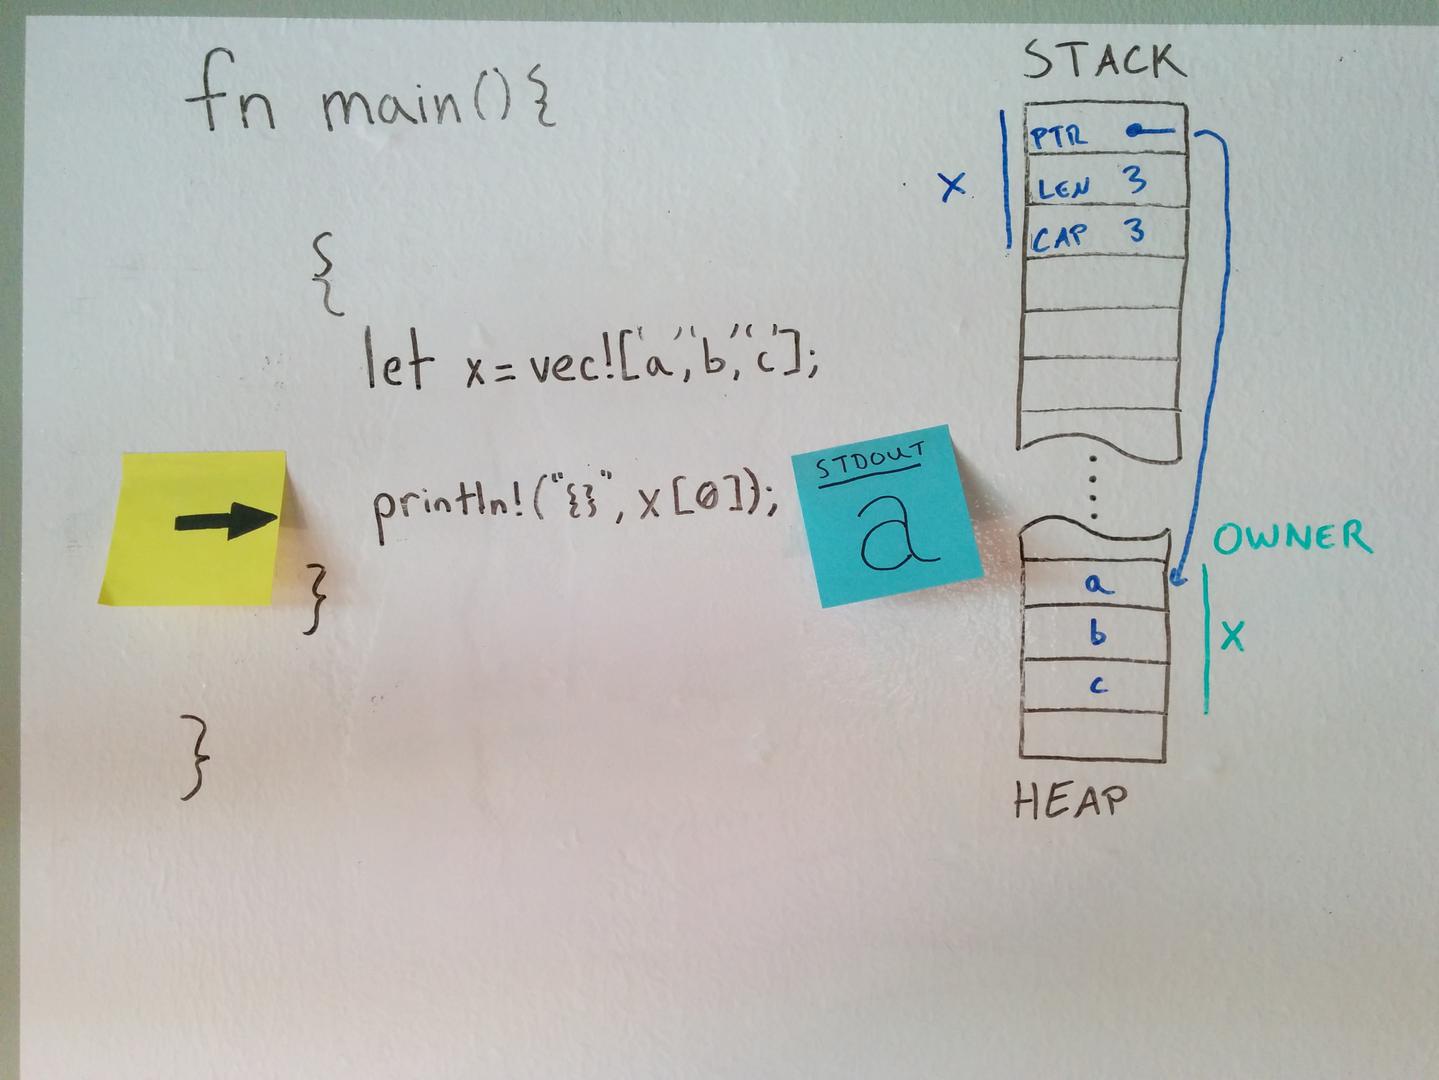 fn main(){
{
let x = vec!['a','b','c'];
println!("{}", x[0]);
}
}
STDOUT
a
STACK
x
PTR
LEN 3
CAP 3
OWNER
a
b
c
x
HEAP